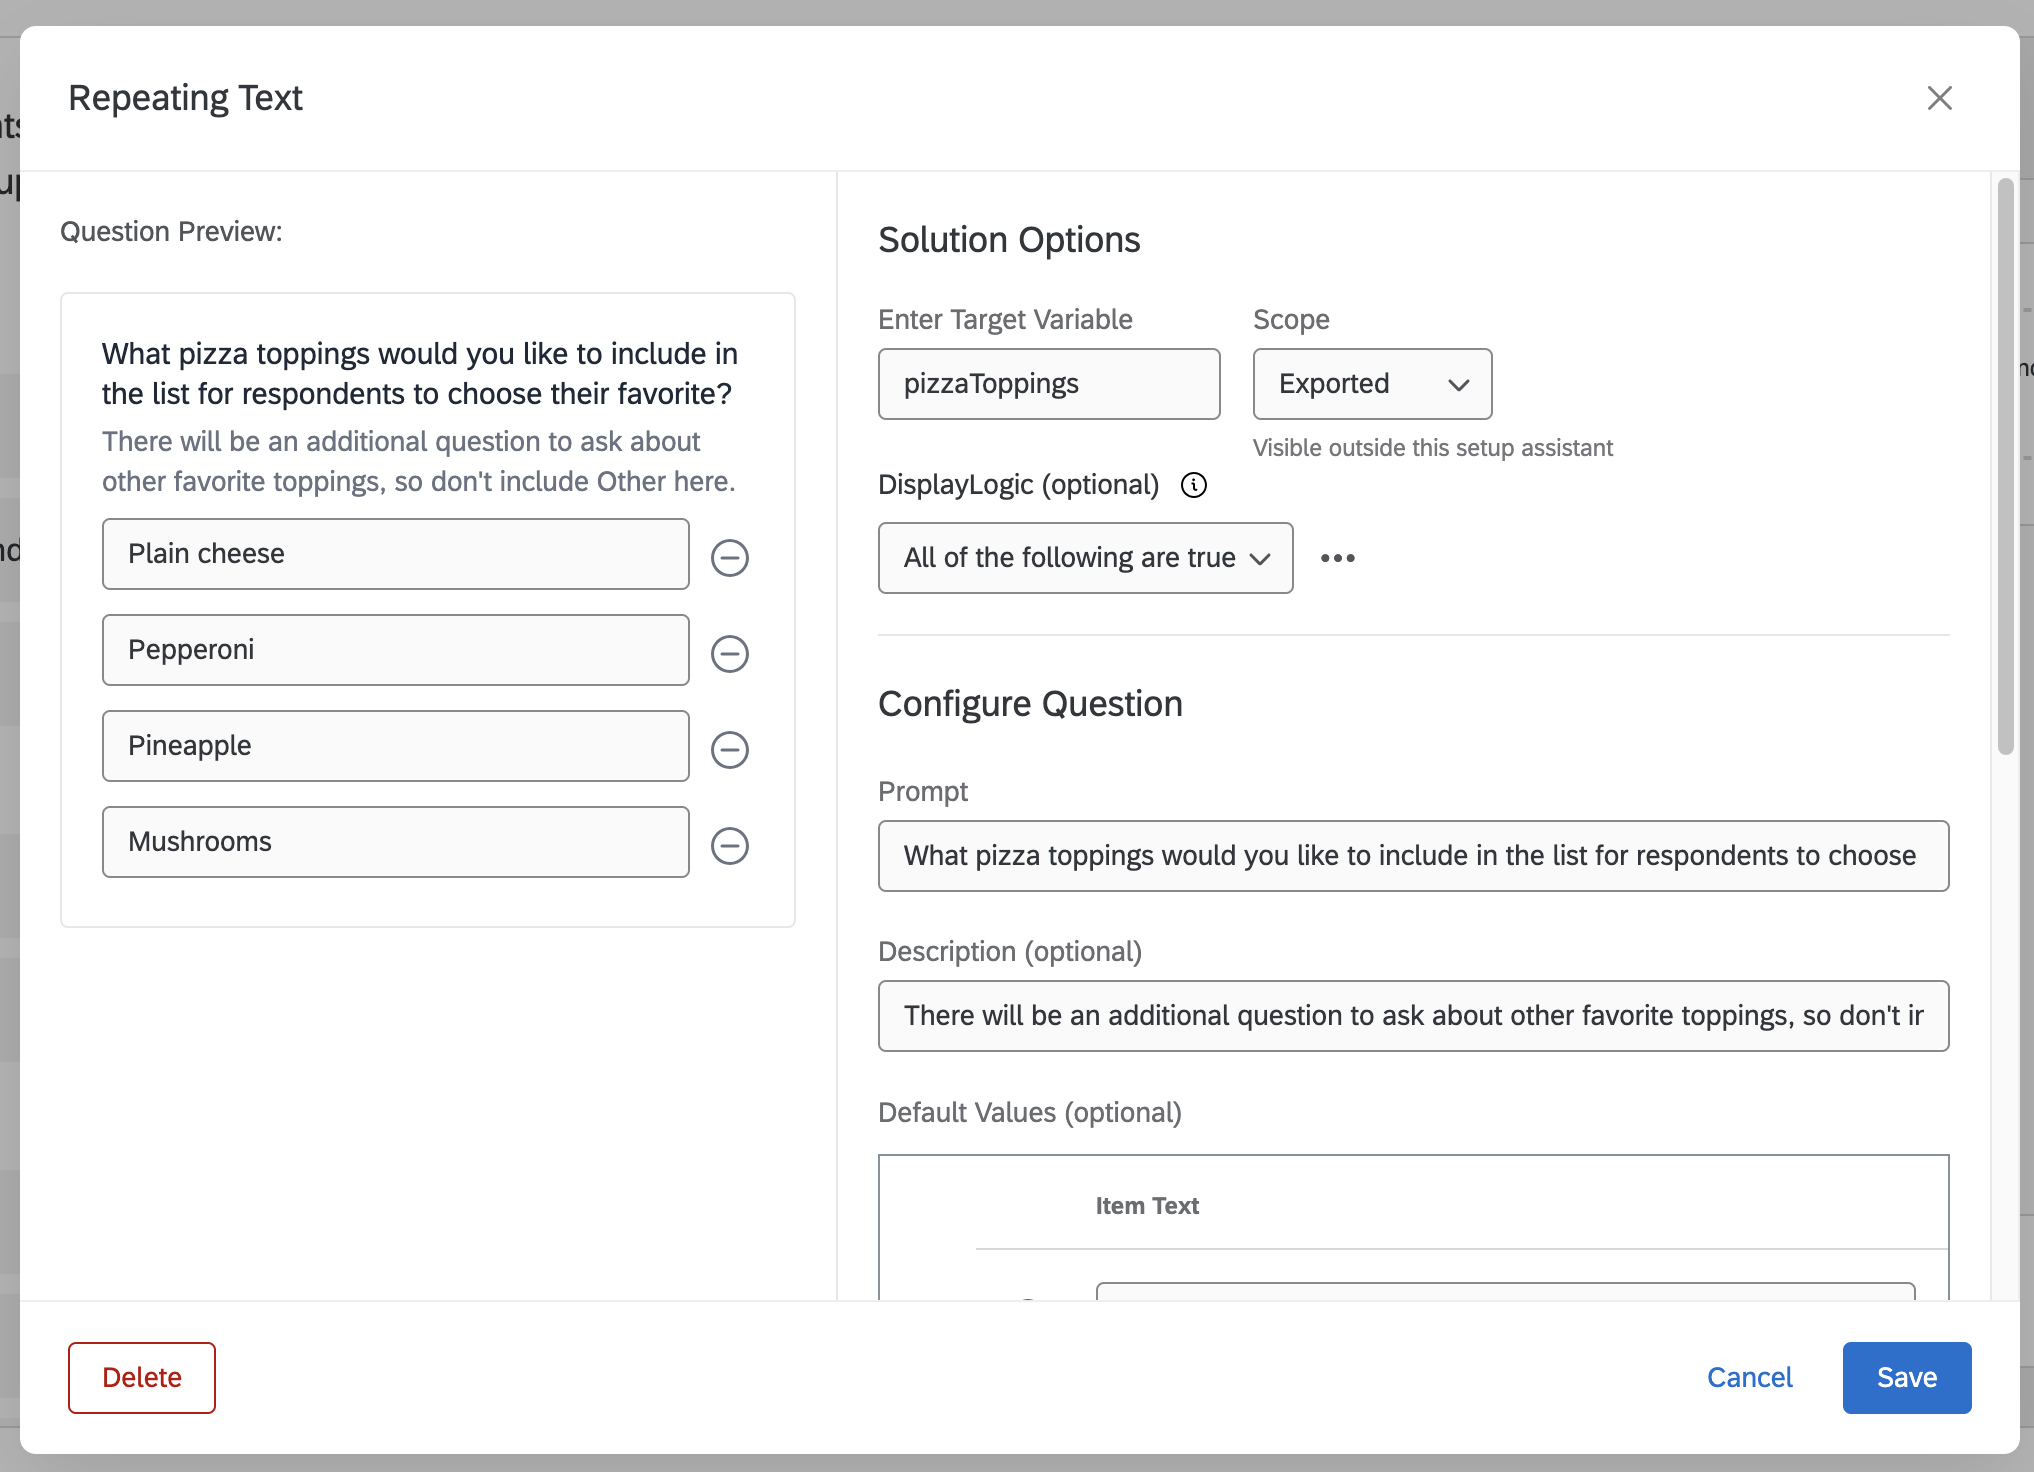 Repeating Text
Question Preview:
What pizza toppings would you like to include in
the list for respondents to choose their favorite?
There will be an additional question to ask about
other favorite toppings, so don't include Other here.
Plain cheese
Pepperoni
Pineapple
Mushrooms
Solution Options
Enter Target Variable
Scope
pizzaToppings
Exported
Visible outside this setup assistant
DisplayLogic (optional)
All of the following are true
Configure Question
Prompt
What pizza toppings would you like to include in the list for respondents to choose
Description (optional)
There will be an additional question to ask about other favorite toppings, so don't
Default Values (optional)
Item Text
Delete
Cancel
Save